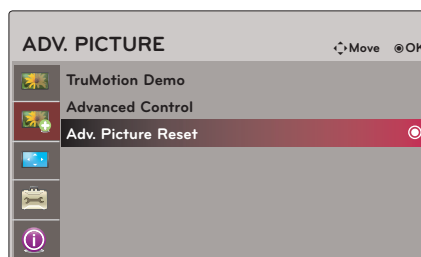 ADV. PICTURE
Move OK
TruMotion Demo
Advanced Control
Adv. Picture Reset